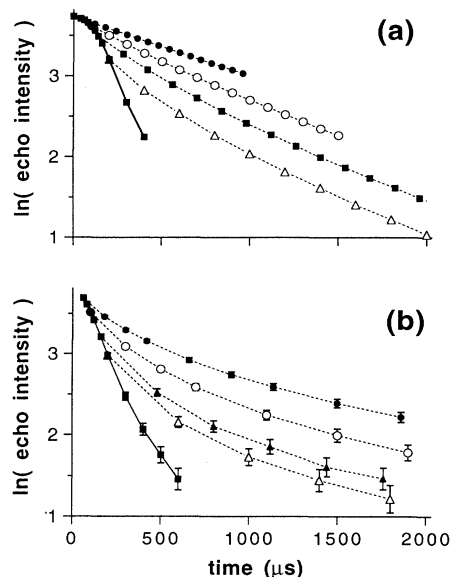 (a)
3
2
1
ln( echo intensity )
(b)
3
2
1
ln( echo intensity )
0 500 1000 1500 2000
time (μs)